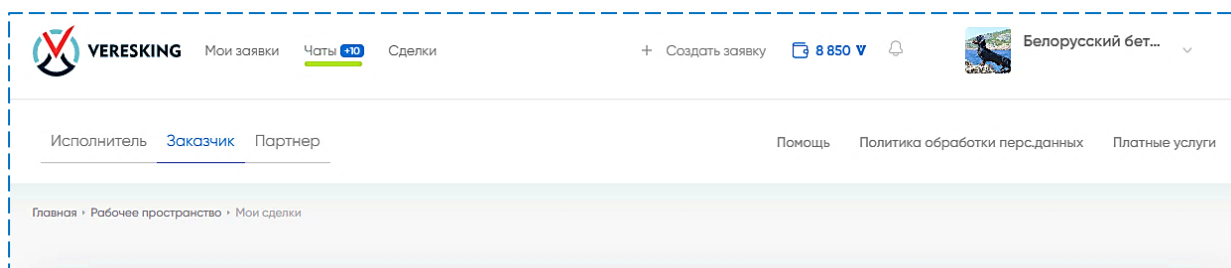 VERESKING Мои заявки Чаты +10 Сделки + Создать заявку 8 850 V Белорусский бет...
Исполнитель Заказчик Партнер Помощь Политика обработки перс.данных Платные услуги
Главная • Рабочее пространство • Мои сделки